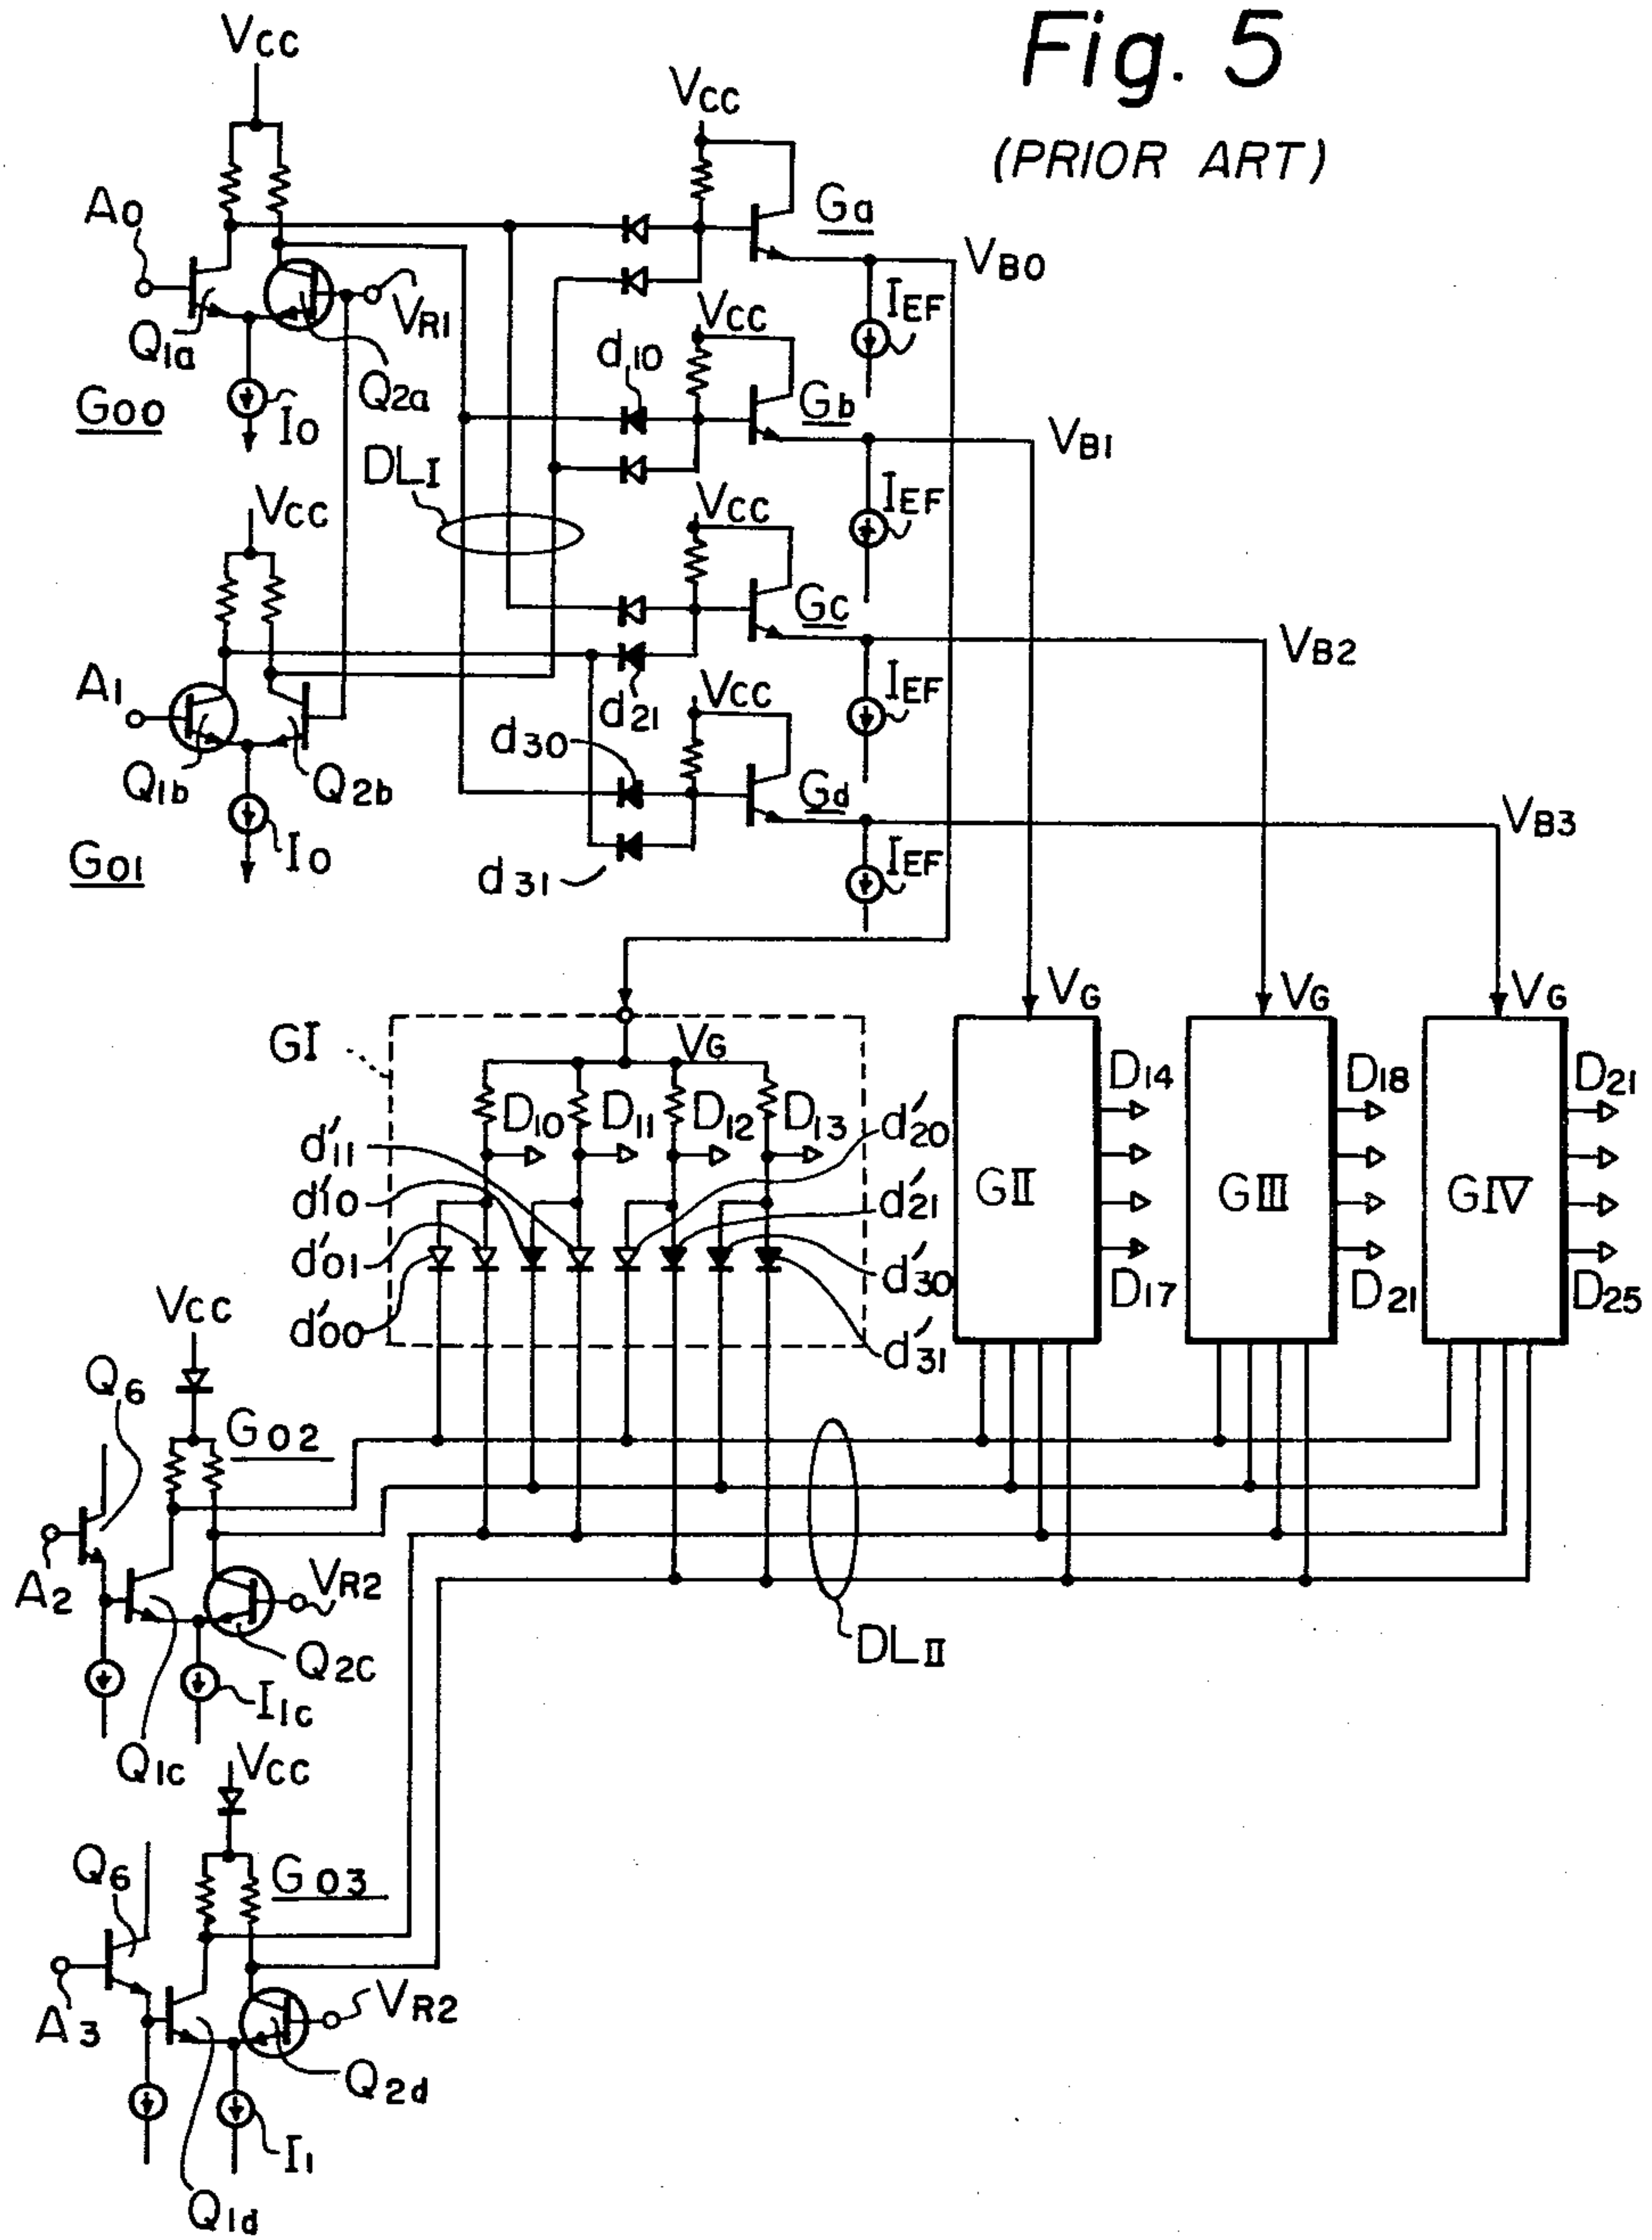 Fig. 5
(PRIOR ART)
VCC
VCC
A0
Ga
VB0
VR1
IEF
Q1a
Q2a
VCC
d10
G00
I0
Gb
VB1
DLI
IEF
VCC
VCC
Gc
VB2
A1
IEF
d21
VCC
d30
Q1b
Q2b
Gd
VB3
I0
IEF
G01
d31
VG
VG
VG
GI
VG
D10
D11
D12
D13
d'20
D14
D18
D21
d'11
d'10
d'21
GII
GIII
GIV
d'01
d'30
d'00
d'31
D17
D21
D25
VCC
Q6
G02
A2
VR2
Q2C
DLII
I1c
Q1c
VCC
Q6
G03
A3
VR2
Q2d
I1
Q1d